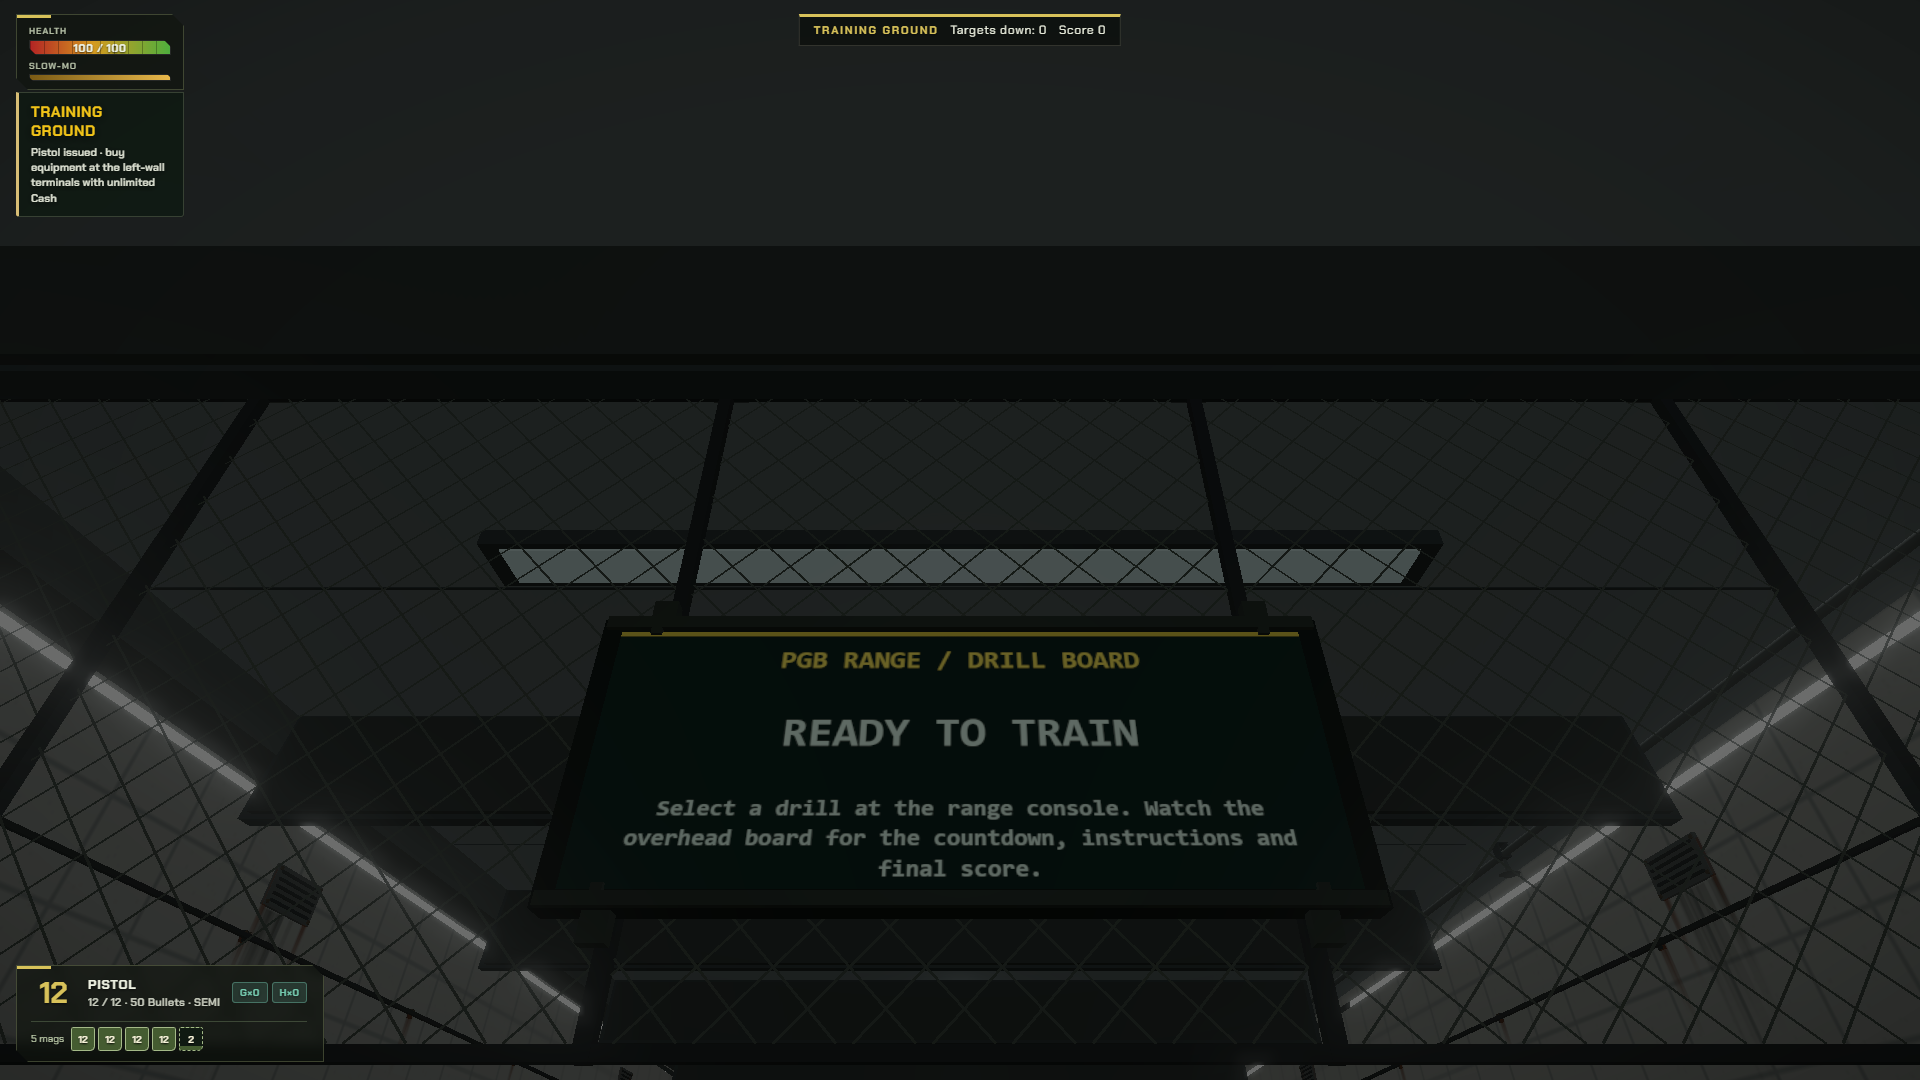 HEALTH
100 / 100
SLOW-MO
TRAINING GROUND Targets down: 0 Score 0
TRAINING
GROUND
Pistol issued · buy
equipment at the left-wall
terminals with unlimited
Cash
PGB RANGE / DRILL BOARD
READY TO TRAIN
Select a drill at the range console. Watch the
overhead board for the countdown, instructions and
final score.
12 PISTOL
12 / 12 · 50 Bullets · SEMI
G×0 H×0
5 mags 12 12 12 12 2